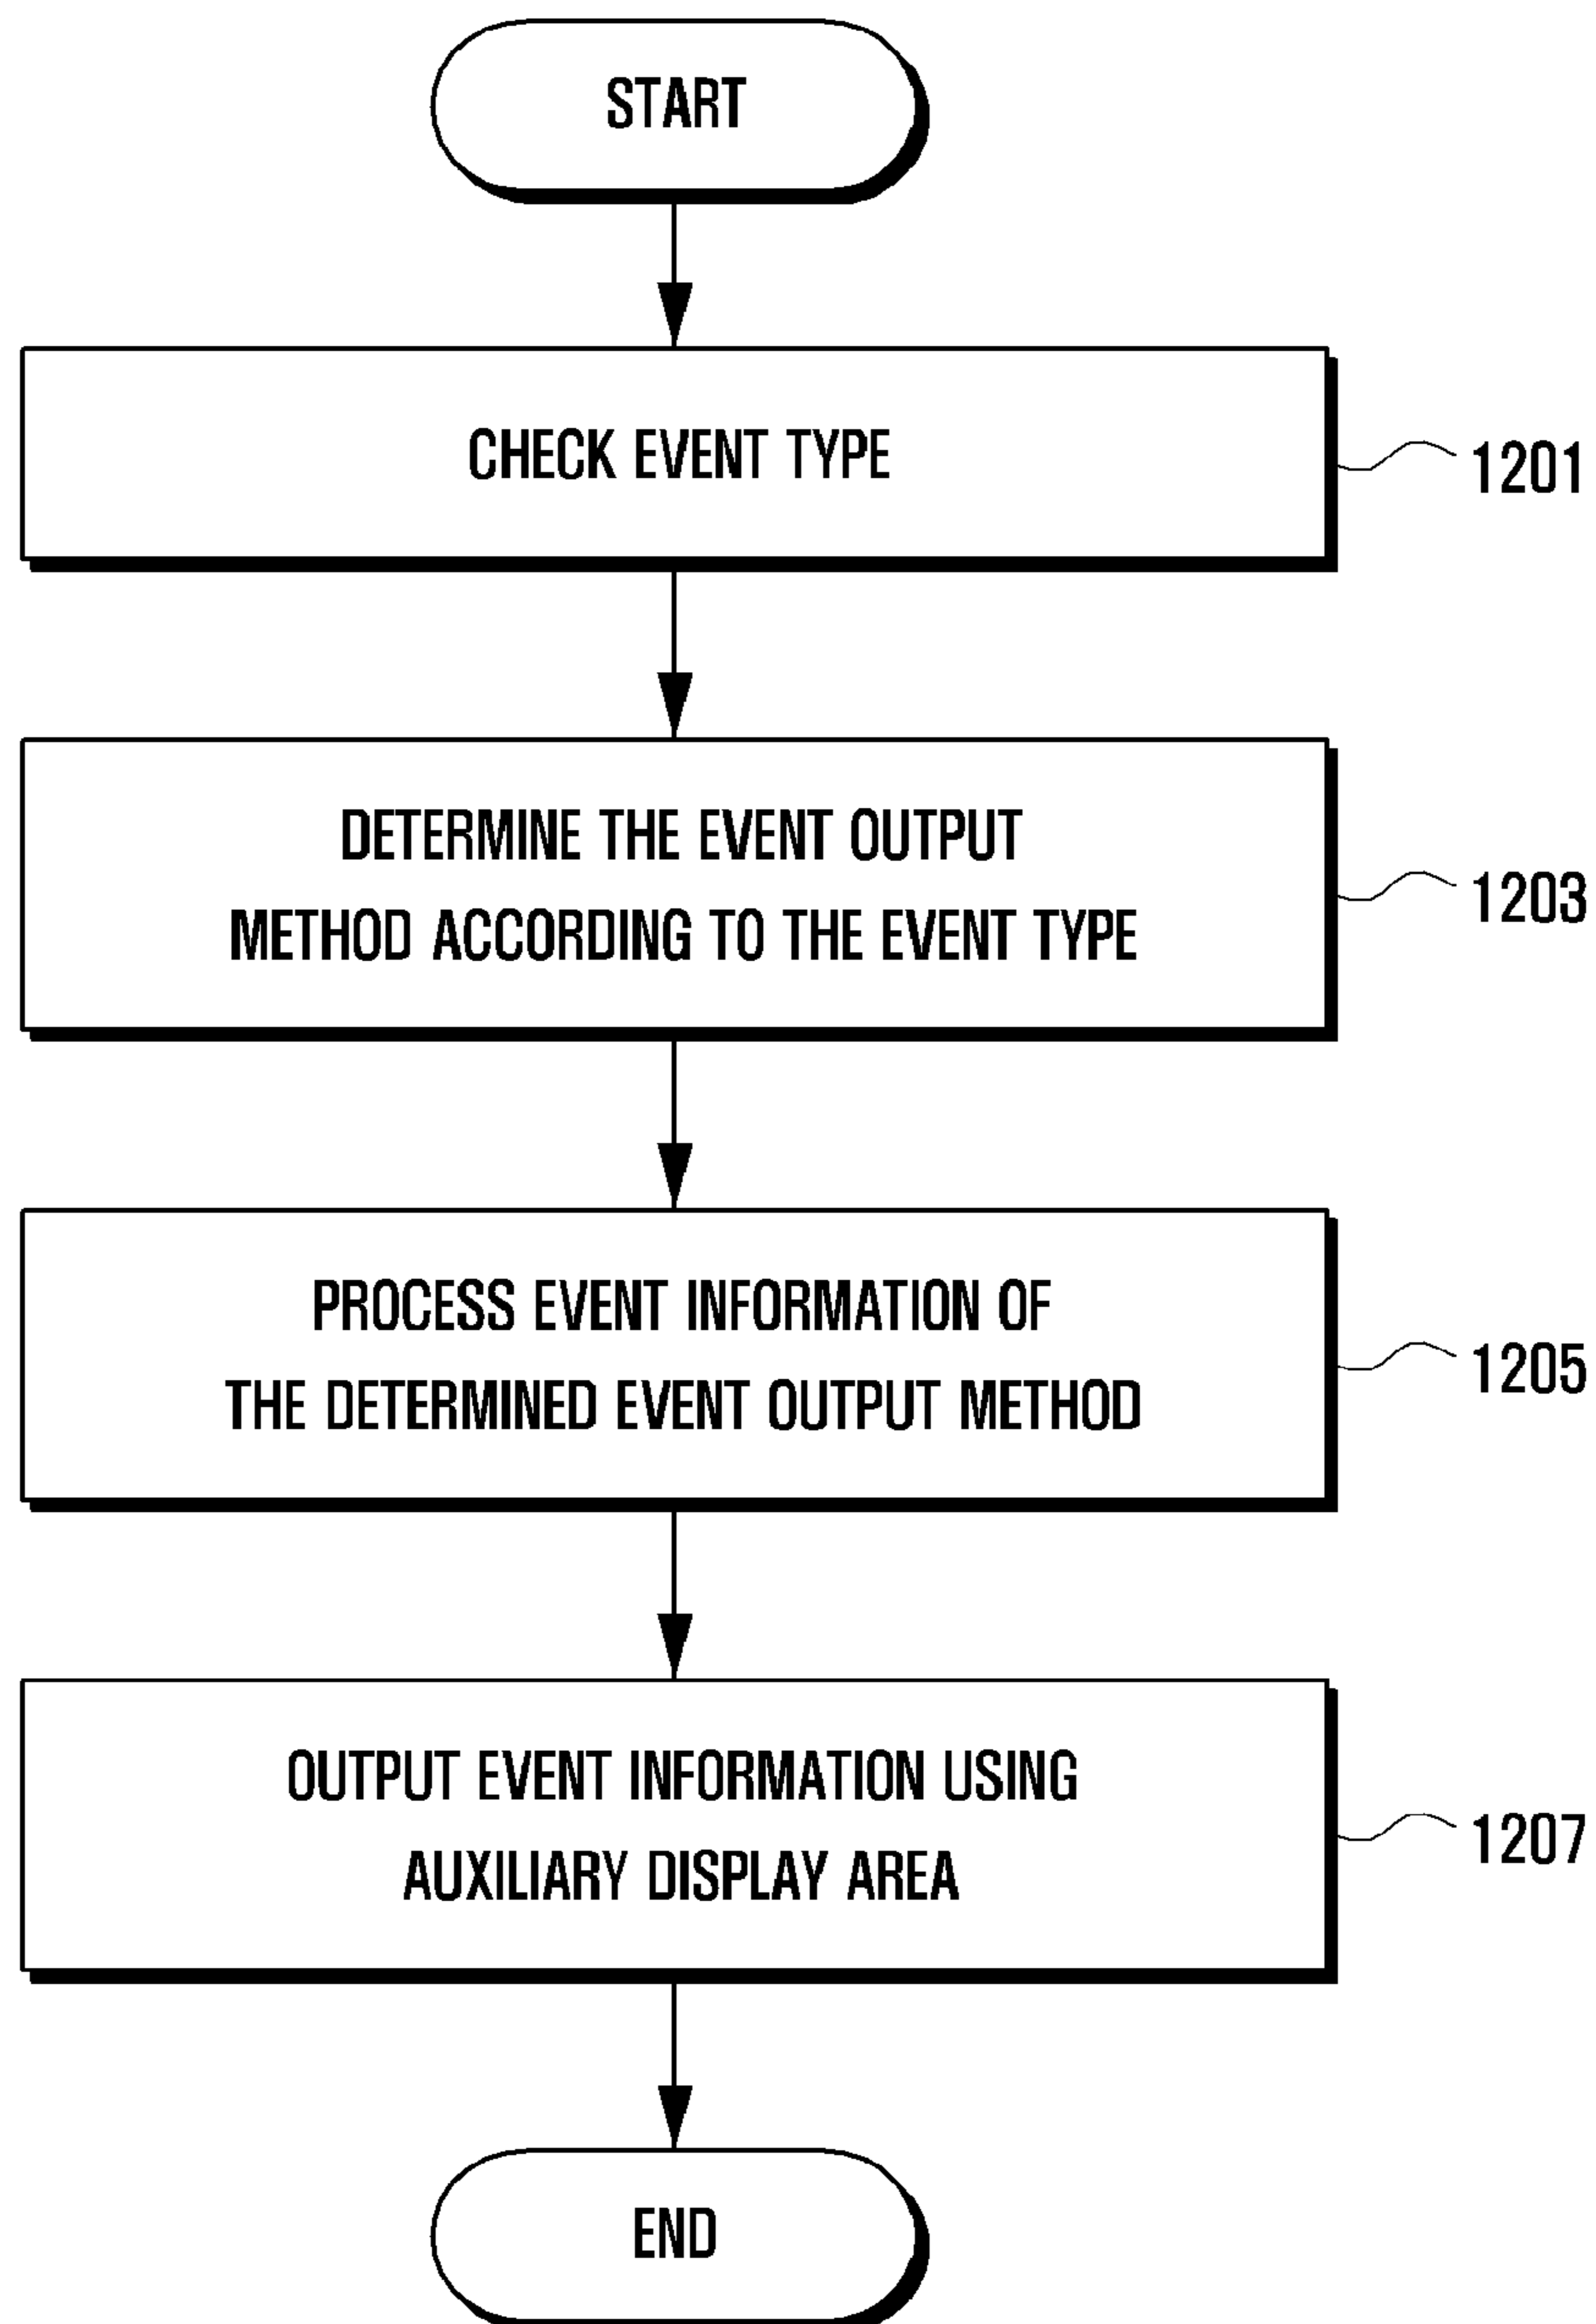 START
CHECK EVENT TYPE
1201
DETERMINE THE EVENT OUTPUT
METHOD ACCORDING TO THE EVENT TYPE
1203
PROCESS EVENT INFORMATION OF
THE DETERMINED EVENT OUTPUT METHOD
1205
OUTPUT EVENT INFORMATION USING
AUXILIARY DISPLAY AREA
1207
END